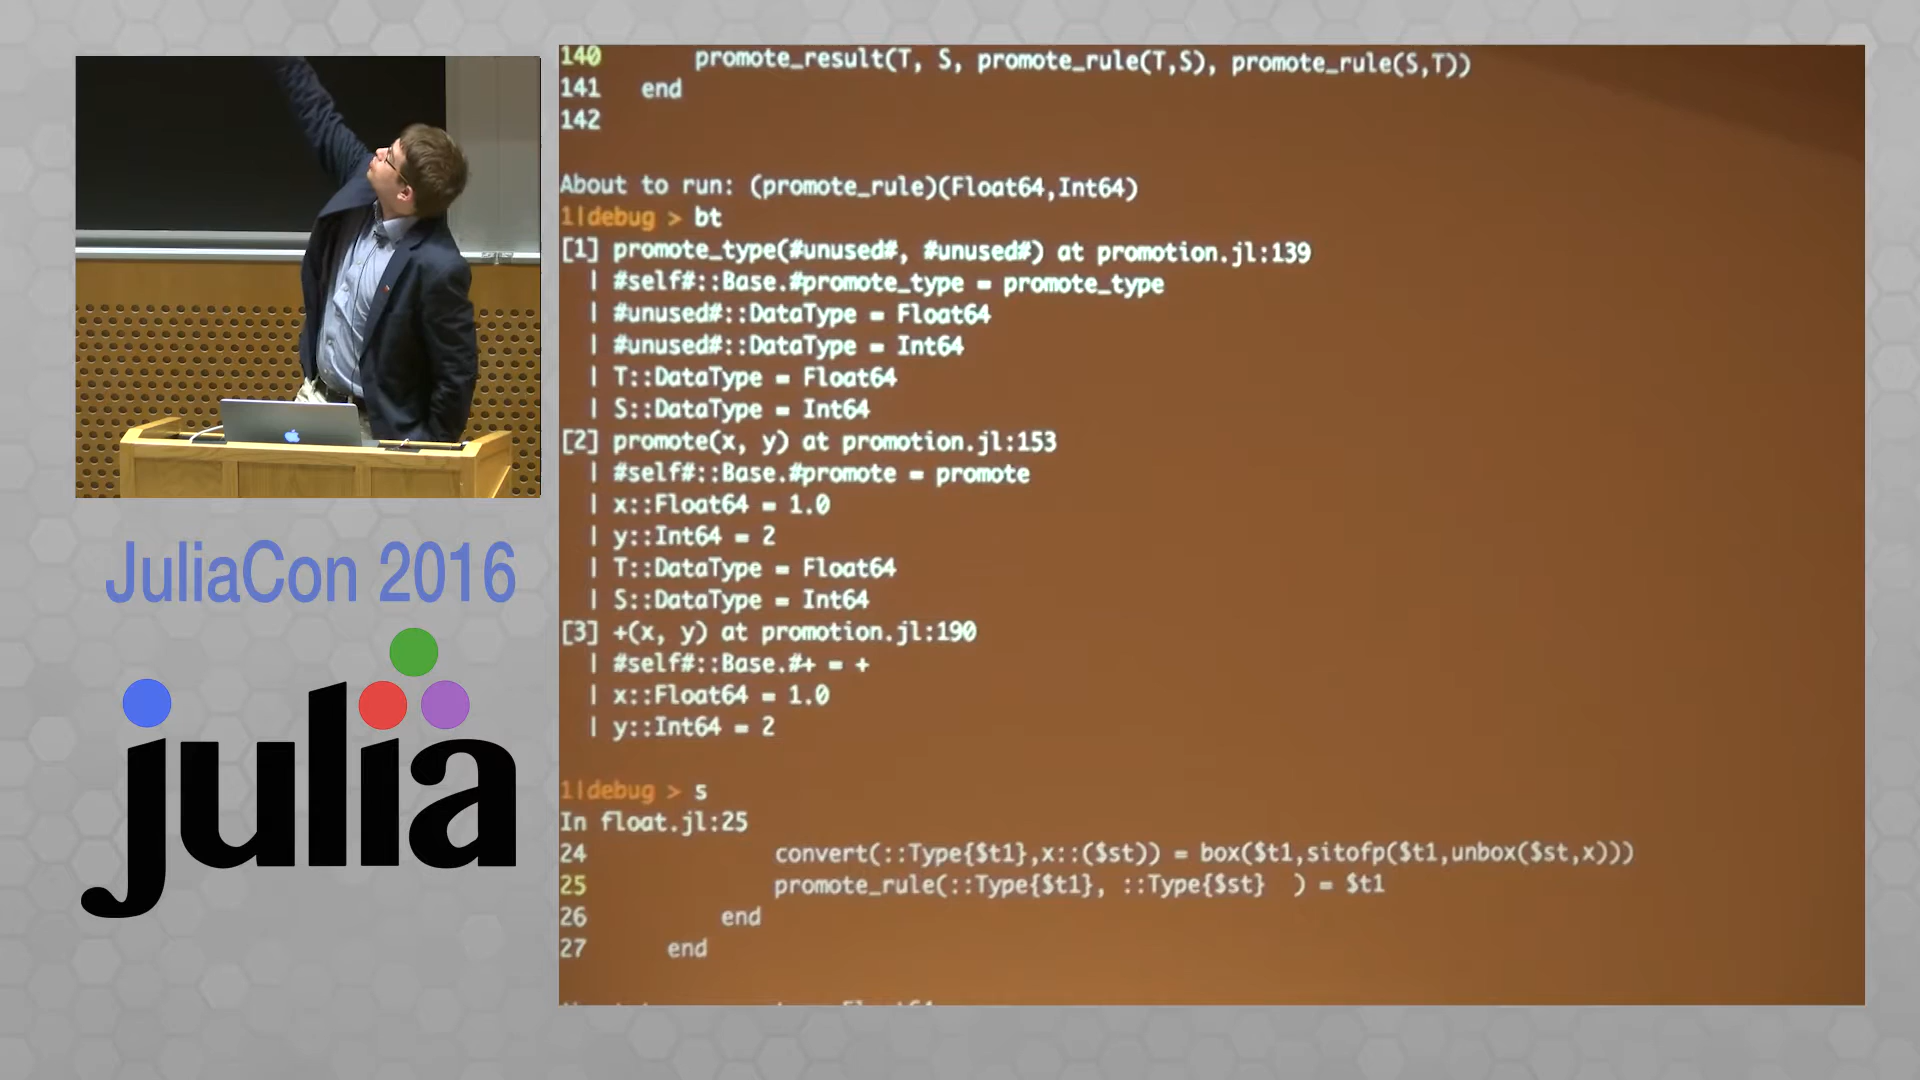 140 promote_result(T, S, promote_rule(T,S), promote_rule(S,T))
141 end
142
About to run: (promote_rule)(Float64,Int64)
1|debug > bt
[1] promote_type(#unused#, #unused#) at promotion.jl:139
| #self#::Base.#promote_type = promote_type
| #unused#::DataType = Float64
| #unused#::DataType = Int64
| T::DataType = Float64
| S::DataType = Int64
[2] promote(x, y) at promotion.jl:153
| #self#::Base.#promote = promote
| x::Float64 = 1.0
| y::Int64 = 2
| T::DataType = Float64
| S::DataType = Int64
[3] +(x, y) at promotion.jl:190
| #self#::Base.#+ = +
| x::Float64 = 1.0
| y::Int64 = 2
1|debug > s
In float.jl:25
24 convert(::Type{$t1},x::($st)) = box($t1,sitofp($t1,unbox($st,x)))
25 promote_rule(::Type{$t1}, ::Type{$st} ) = $t1
26 end
27 end
JuliaCon 2016
julia